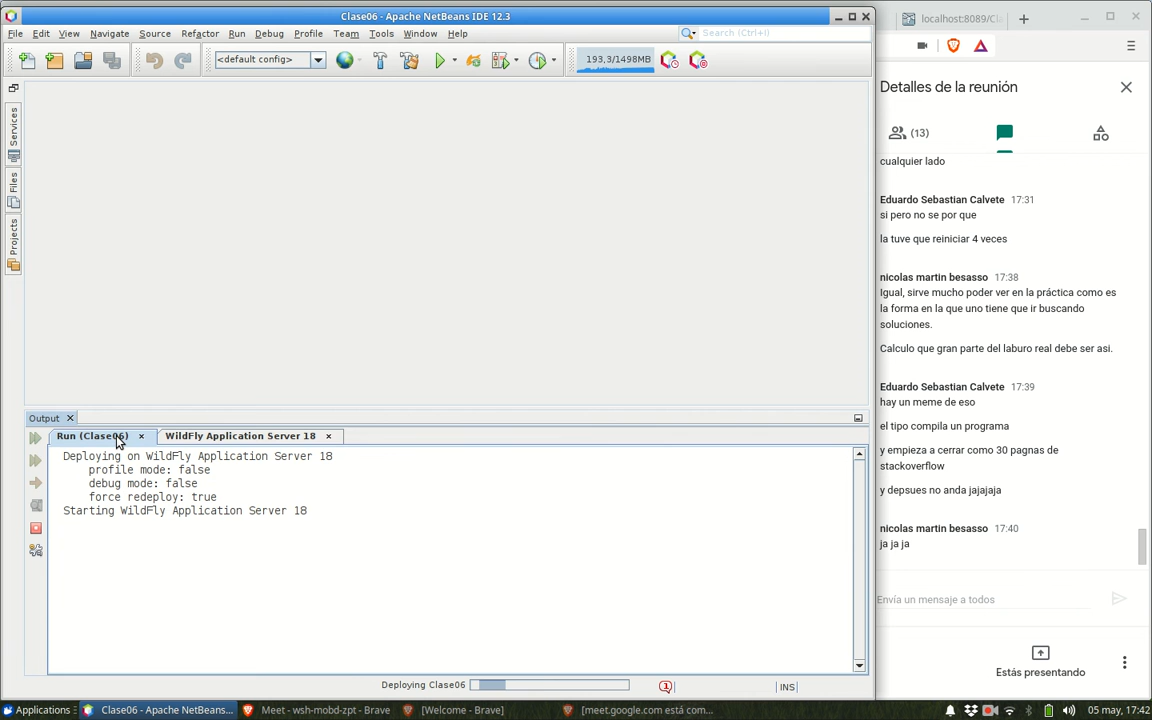 Clase06 - Apache NetBeans IDE 12.3
File Edit View Navigate Source Refactor Run Debug Profile Team Tools Window Help
Search (Ctrl+I)
<default config>
193,3/1498MB
Services
Files
Projects
Output
Run (Clase06)
WildFly Application Server 18
Deploying on WildFly Application Server 18
profile mode: false
debug mode: false
force redeploy: true
Starting WildFly Application Server 18
Deploying Clase06
1
INS
localhost:8089/Cl
Detalles de la reunión
(13)
cualquier lado
Eduardo Sebastian Calvete 17:31
si pero no se por que
la tuve que reiniciar 4 veces
nicolas martin besasso 17:38
Igual, sirve mucho poder ver en la práctica como es
la forma en la que uno tiene que ir buscando
soluciones.
Calculo que gran parte del laburo real debe ser asi.
Eduardo Sebastian Calvete 17:39
hay un meme de eso
el tipo compila un programa
y empieza a cerrar como 30 pagnas de
stackoverflow
y depsues no anda jajajaja
nicolas martin besasso 17:40
ja ja ja
Envía un mensaje a todos
Estás presentando
Applications
Clase06 - Apache NetBeans...
Meet - wsh-mobd-zpt - Brave
[Welcome - Brave]
[meet.google.com está com...
05 may, 17:42